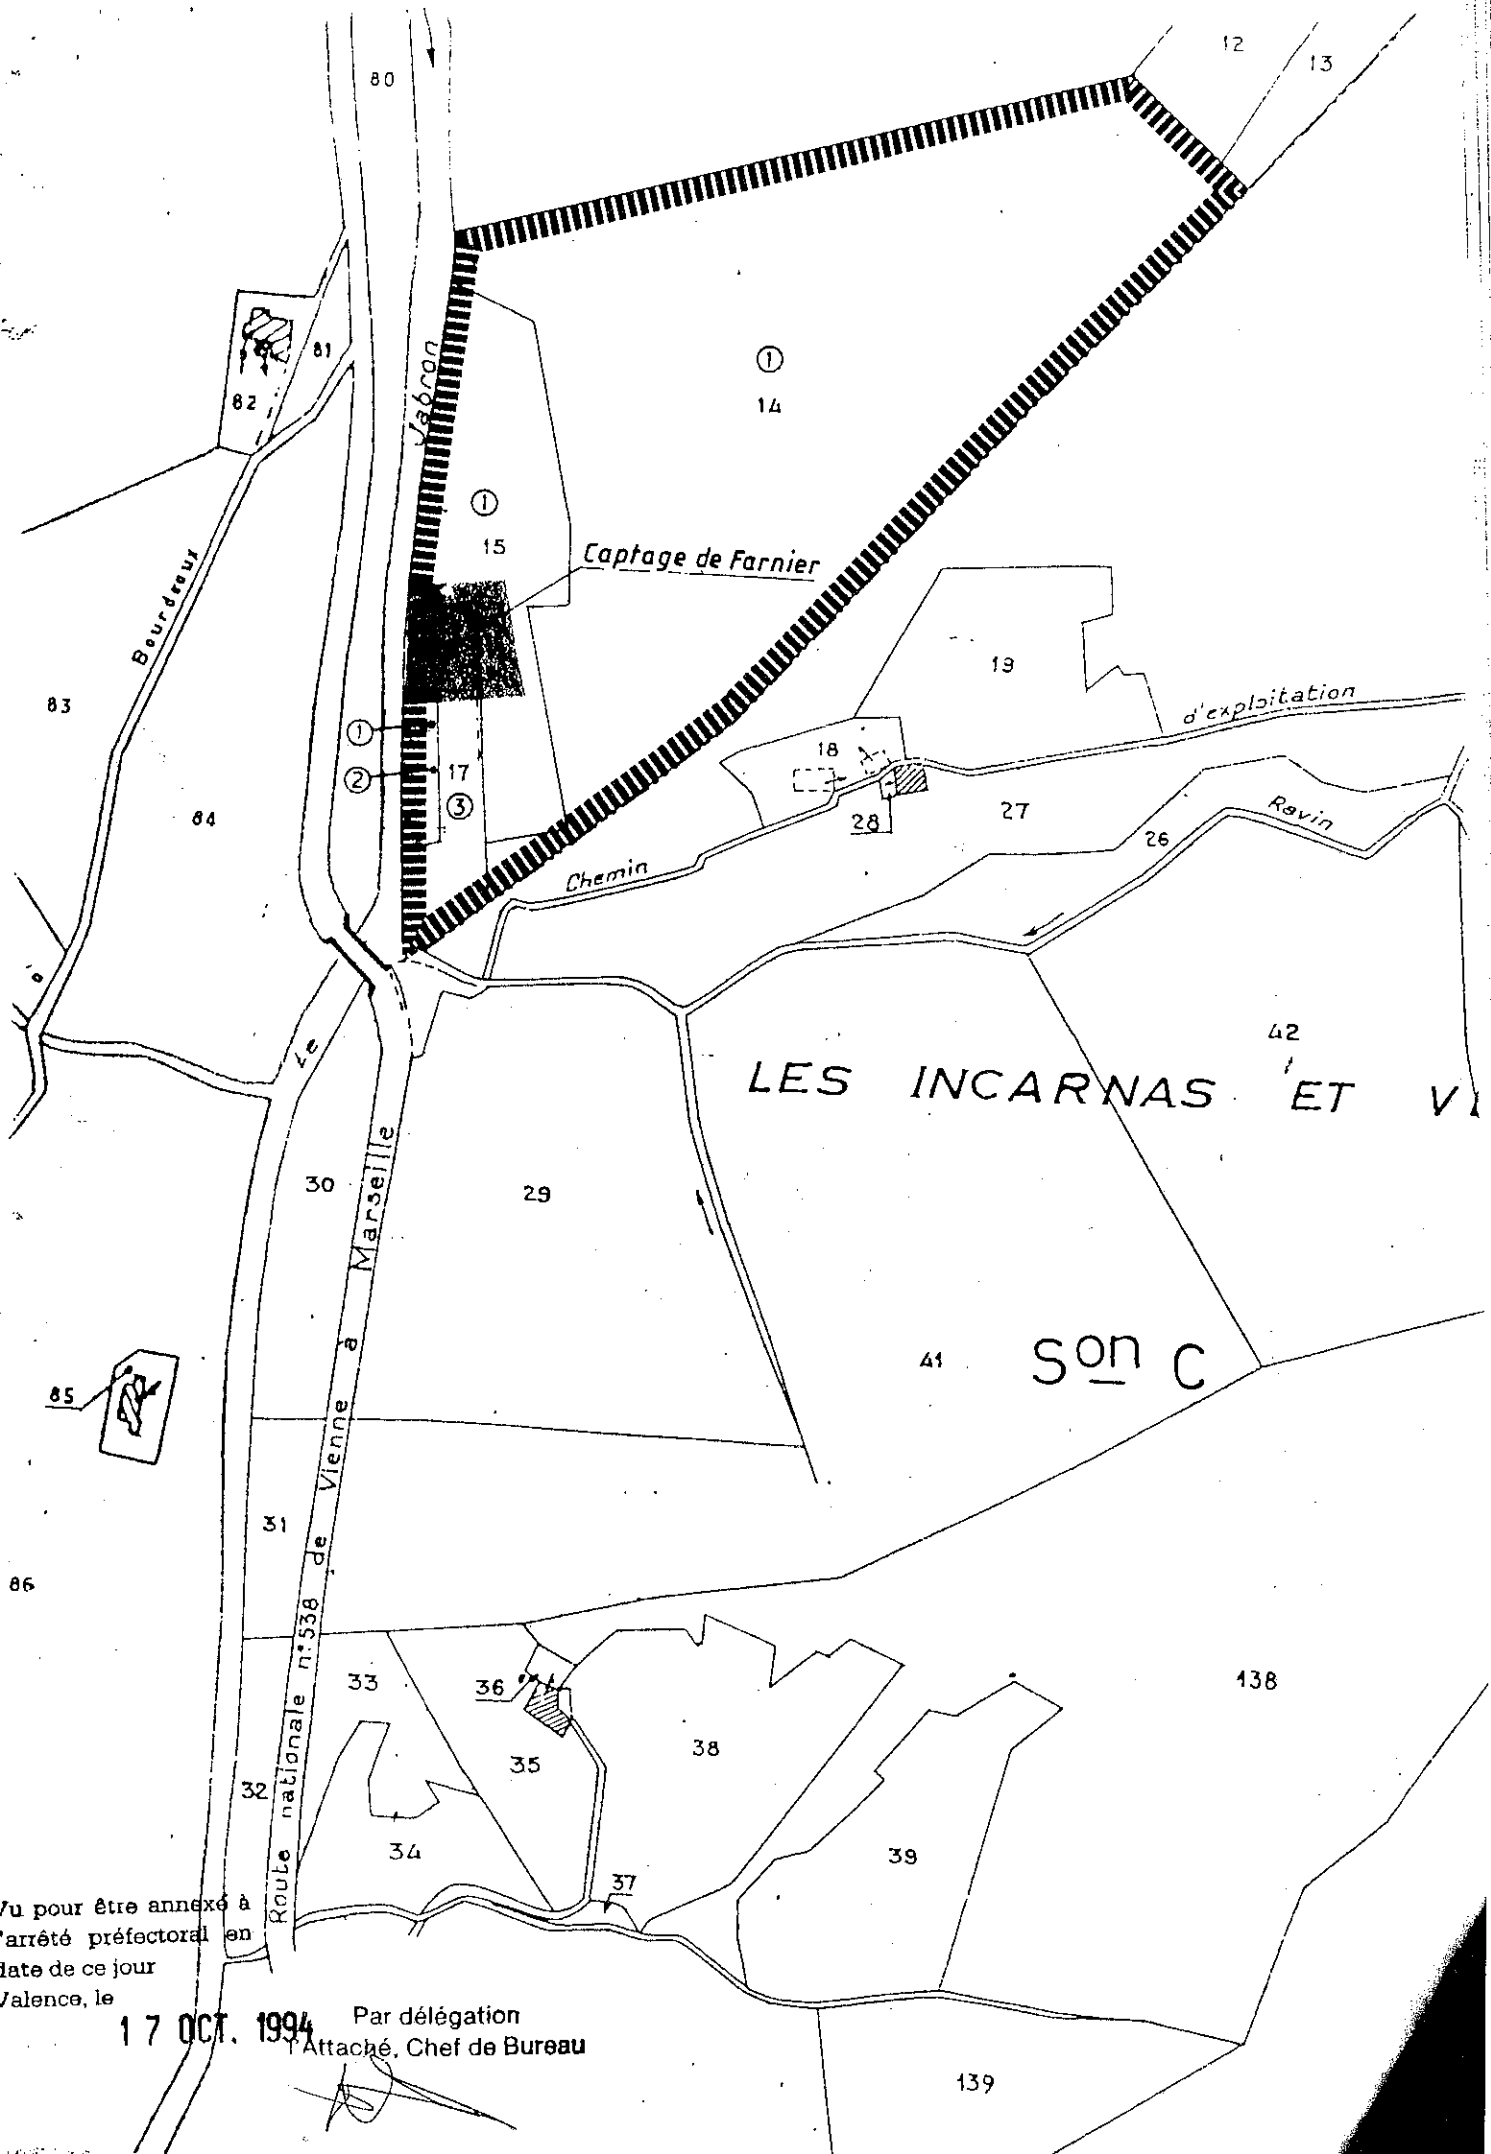 12
13
80
81
82
Jabron
①
14
①
15
Captage de Farnier
Bourdeaux
83
19
d'exploitation
①
②
17
③
18
28
27
26
Ravin
84
Chemin
à
Le
42
LES INCARNAS ET V
30
29
41
Son C
85
31
86
Route nationale n°538 de Vienne à Marseille
33
36
35
38
138
32
34
37
39
Vu pour être annexé à
l'arrêté préfectoral en
date de ce jour
Valence, le
17 OCT. 1994
Par délégation
l'Attaché, Chef de Bureau
139